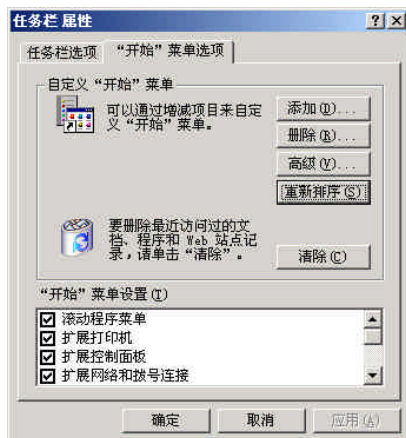 任务栏 属性
任务栏选项 “开始”菜单选项
自定义“开始”菜单
可以通过增减项目来自定
义“开始”菜单。
添加(D)...
删除(R)...
高级(V)...
重新排序(S)
要删除最近访问过的文
档、程序和 Web 站点记
录，请单击“清除”。
清除(C)
“开始”菜单设置(T)
滚动程序菜单
扩展打印机
扩展控制面板
扩展网络和拨号连接
确定 取消 应用(A)